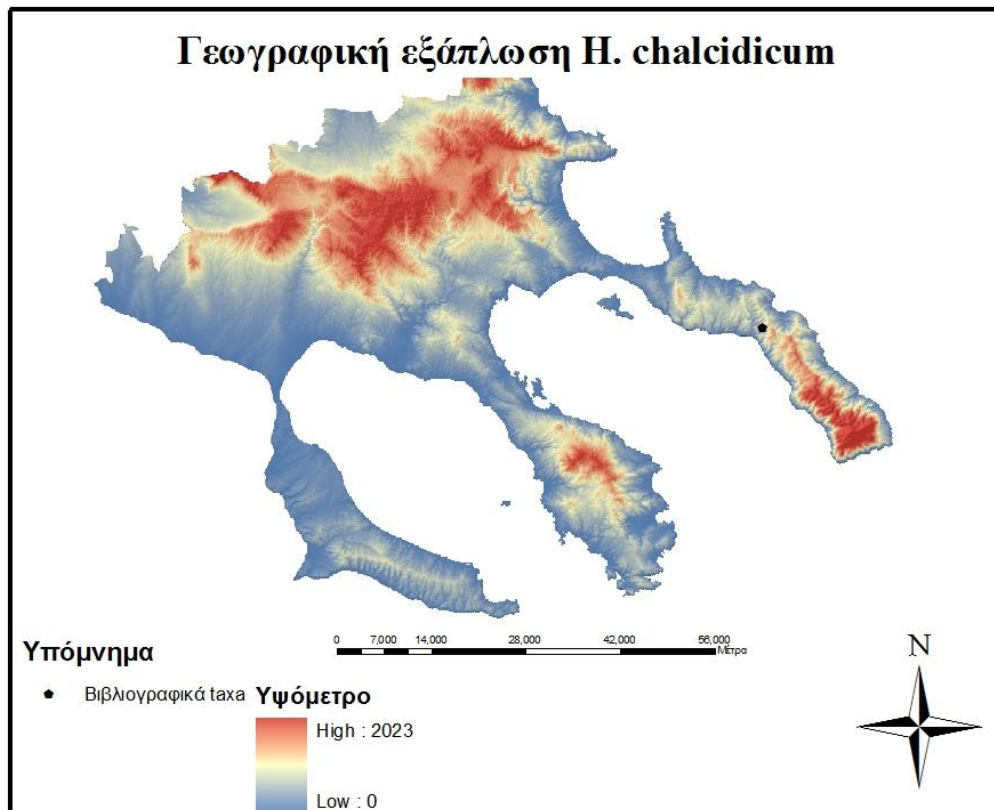 Γεωγραφική εξάπλωση H. chalcidicum
0 7,000 14,000 28,000 42,000 56,000
Μέτρα
N
Υπόμνημα
Βιβλιογραφικά taxa
Υψόμετρο
High : 2023
Low : 0